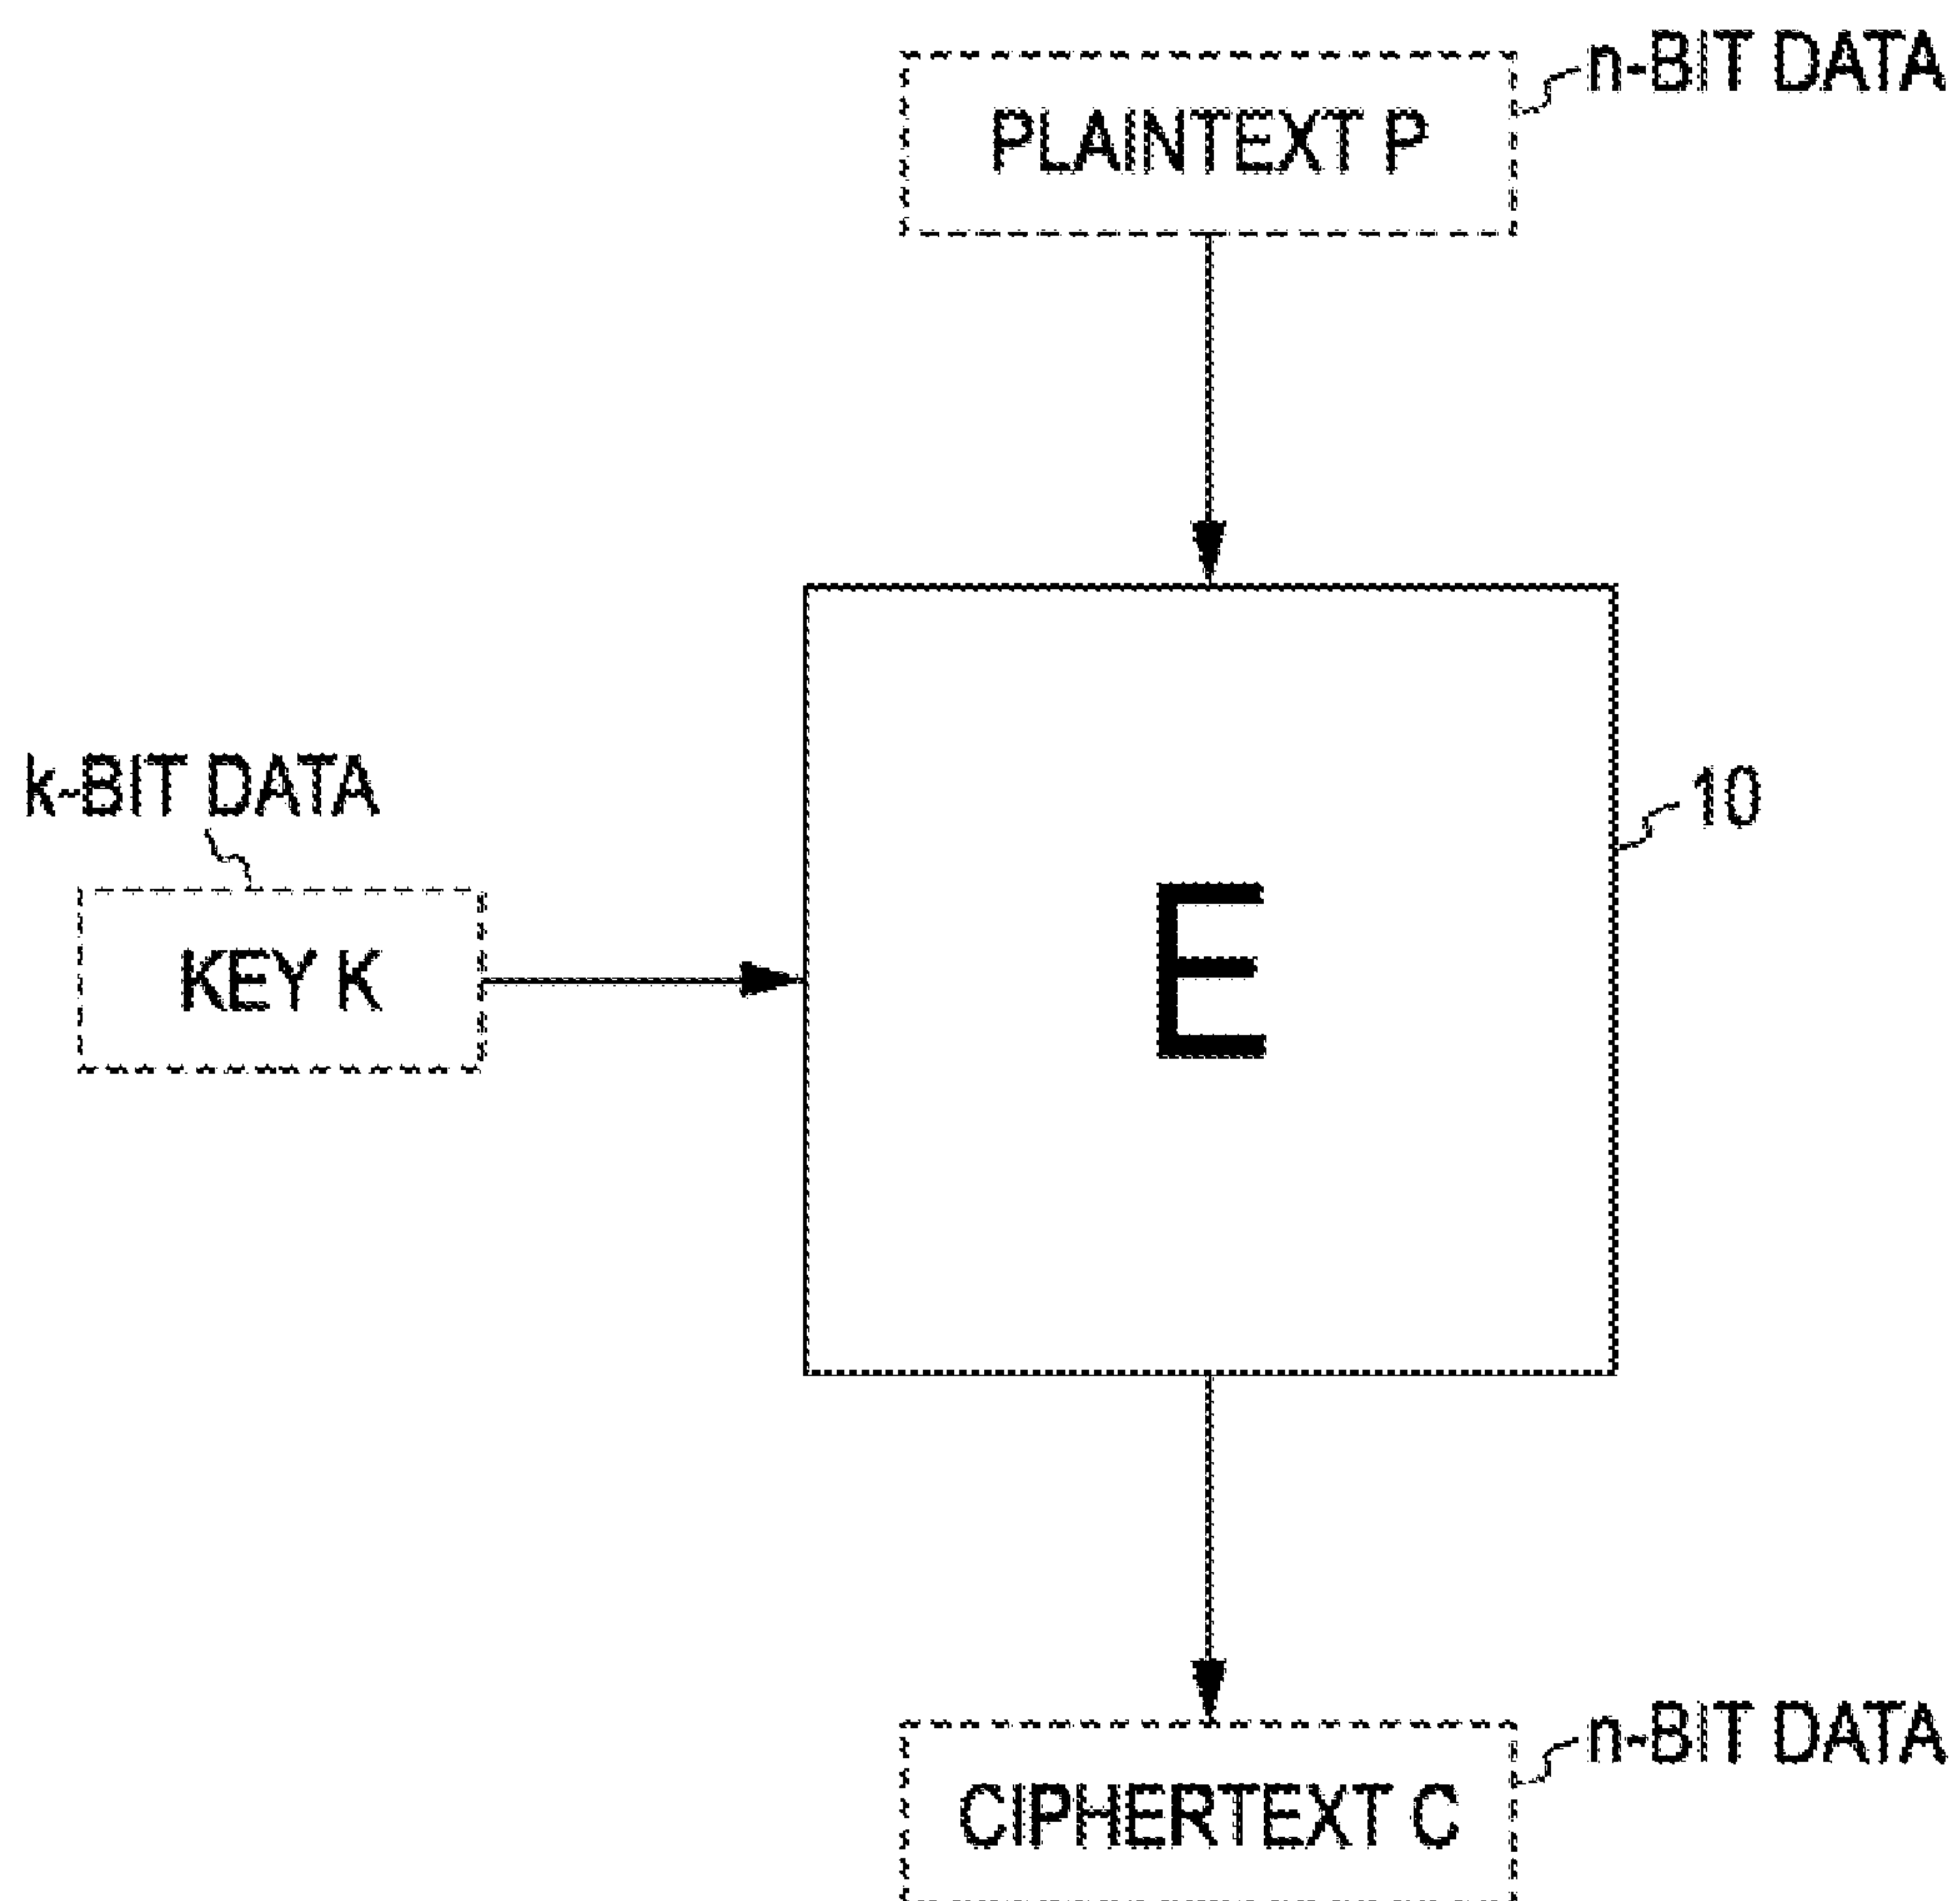 n-BIT DATA
PLAINTEXT P
k-BIT DATA
10
KEY K
E
n-BIT DATA
CIPHERTEXT C